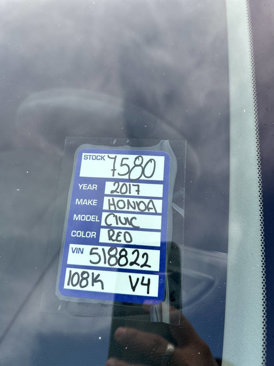 STOCK 7580
YEAR 2017
MAKE HONDA
MODEL CIVIC
COLOR RED
VIN 518822
108K V4